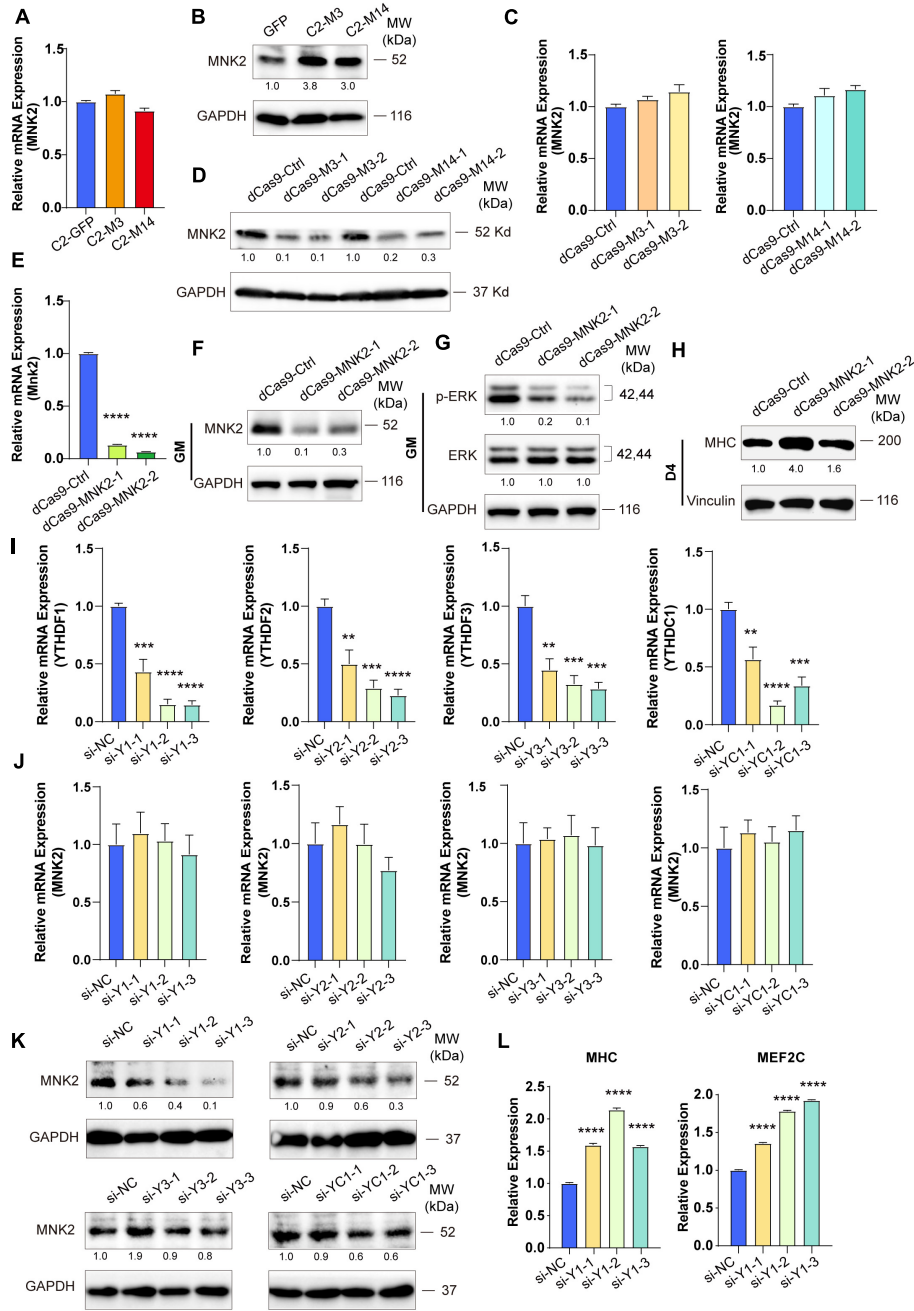 A
Relative mRNA Expression
(MNK2)
1.5
1.0
0.5
0.0
C2-GFP
C2-M3
C2-M14
B
GFP
C2-M3
C2-M14
MW
(kDa)
MNK2
52
1.0 3.8 3.0
GAPDH
116
C
Relative mRNA Expression
(MNK2)
1.5
1.0
0.5
0.0
dCas9-Ctrl
dCas9-M3-1
dCas9-M3-2
Relative mRNA Expression
(MNK2)
1.5
1.0
0.5
0.0
dCas9-Ctrl
dCas9-M14-1
dCas9-M14-2
D
dCas9-Ctrl
dCas9-M3-1
dCas9-M3-2
dCas9-Ctrl
dCas9-M14-1
dCas9-M14-2
MW
(kDa)
MNK2
52 Kd
1.0 0.1 0.1 1.0 0.2 0.3
GAPDH
37 Kd
E
Relative mRNA Expression
(Mnk2)
1.5
1.0
0.5
0.0
****
****
dCas9-Ctrl
dCas9-MNK2-1
dCas9-MNK2-2
F
dCas9-Ctrl
dCas9-MNK2-1
dCas9-MNK2-2
MW
(kDa)
GM
MNK2
52
1.0 0.1 0.3
GAPDH
116
G
dCas9-Ctrl
dCas9-MNK2-1
dCas9-MNK2-2
MW
(kDa)
GM
p-ERK
42,44
1.0 0.2 0.1
ERK
42,44
1.0 1.0 1.0
GAPDH
116
H
dCas9-Ctrl
dCas9-MNK2-1
dCas9-MNK2-2
MW
(kDa)
D4
MHC
200
1.0 4.0 1.6
Vinculin
116
I
Relative mRNA Expression
(YTHDF1)
1.5
1.0
0.5
0.0
***
****
****
si-NC
si-Y1-1
si-Y1-2
si-Y1-3
Relative mRNA Expression
(YTHDF2)
1.5
1.0
0.5
0.0
**
***
****
si-NC
si-Y2-1
si-Y2-2
si-Y2-3
Relative mRNA Expression
(YTHDF3)
1.5
1.0
0.5
0.0
**
***
***
si-NC
si-Y3-1
si-Y3-2
si-Y3-3
Relative mRNA Expression
(YTHDC1)
1.5
1.0
0.5
0.0
**
****
***
si-NC
si-YC1-1
si-YC1-2
si-YC1-3
J
Relative mRNA Expression
(MNK2)
1.5
1.0
0.5
0.0
si-NC
si-Y1-1
si-Y1-2
si-Y1-3
Relative mRNA Expression
(MNK2)
1.5
1.0
0.5
0.0
si-NC
si-Y2-1
si-Y2-2
si-Y2-3
Relative mRNA Expression
(MNK2)
1.5
1.0
0.5
0.0
si-NC
si-Y3-1
si-Y3-2
si-Y3-3
Relative mRNA Expression
(MNK2)
1.5
1.0
0.5
0.0
si-NC
si-YC1-1
si-YC1-2
si-YC1-3
K
si-NC
si-Y1-1
si-Y1-2
si-Y1-3
MNK2
1.0 0.6 0.4 0.1
GAPDH
si-NC
si-Y2-1
si-Y2-2
si-Y2-3
MW
(kDa)
52
1.0 0.9 0.6 0.3
37
si-NC
si-Y3-1
si-Y3-2
si-Y3-3
MNK2
1.0 1.9 0.9 0.8
GAPDH
si-NC
si-YC1-1
si-YC1-2
si-YC1-3
MW
(kDa)
52
1.0 0.9 0.6 0.6
37
L
MHC
Relative Expression
2.5
2.0
1.5
1.0
0.5
0.0
****
****
****
si-NC
si-Y1-1
si-Y1-2
si-Y1-3
MEF2C
Relative Expression
2.0
1.5
1.0
0.5
0.0
****
****
****
si-NC
si-Y1-1
si-Y1-2
si-Y1-3